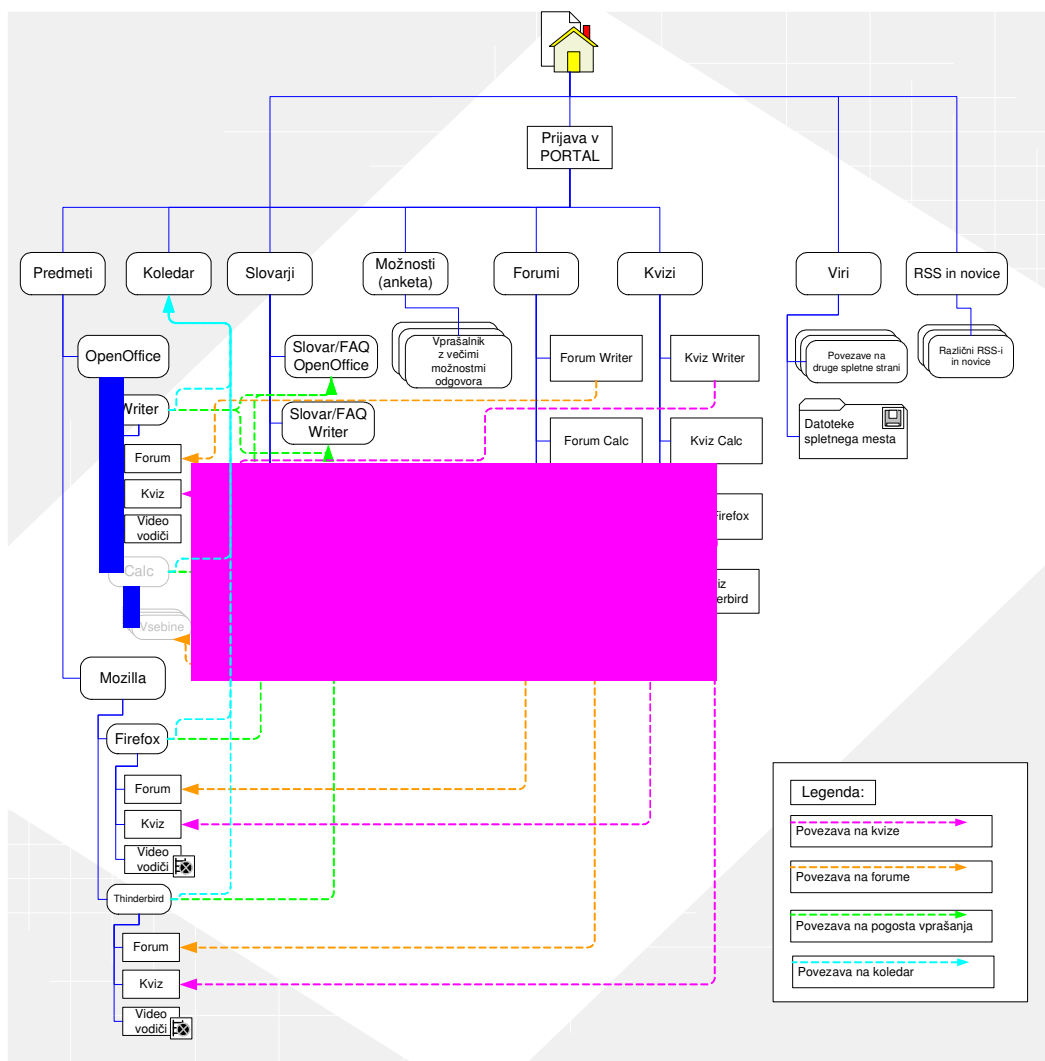 Prijava v
PORTAL
Predmeti
Koledar
Slovarji
Možnosti
(anketa)
Forumi
Kvizi
Viri
RSS in novice
OpenOffice
Slovar/FAQ
OpenOffice
Vprašalnik
z večimi
možnostmi
odgovora
Forum Writer
Kviz Writer
Povezave na
druge spletne strani
Različni RSS-i
in novice
Writer
Slovar/FAQ
Writer
Forum Calc
Kviz Calc
Datoteke
spletnega mesta
Forum
Kviz
Video
vodiči
Calc
Vsebine
Mozilla
Firefox
Forum
Kviz
Video
vodiči
Thinderbird
Forum
Kviz
Video
vodiči
Legenda:
Povezava na kvize
Povezava na forume
Povezava na pogosta vprašanja
Povezava na koledar